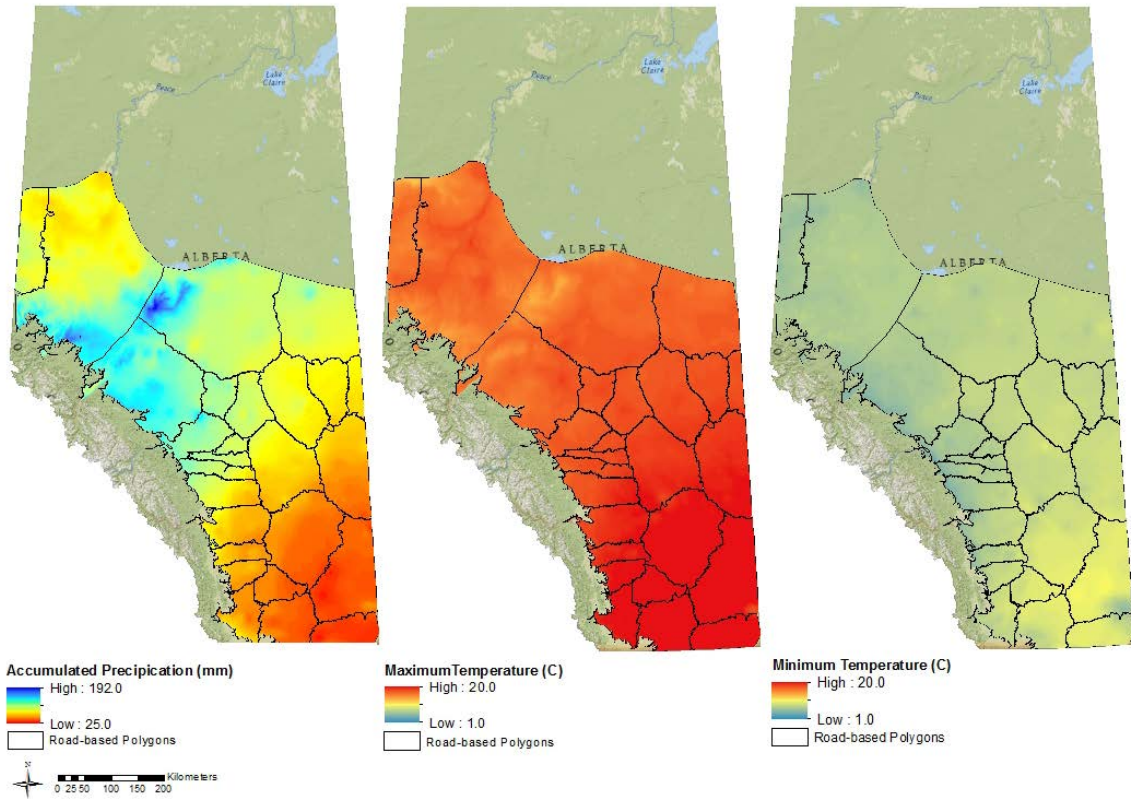 Peace
Lake
Claire
ALBERTA
Peace
Lake
Claire
ALBERTA
Peace
Lake
Claire
ALBERTA
Accumulated Precipication (mm)
High : 192.0
Low : 25.0
Road-based Polygons
MaximumTemperature (C)
High : 20.0
Low : 1.0
Road-based Polygons
Minimum Temperature (C)
High : 20.0
Low : 1.0
Road-based Polygons
Kilometers
0 25 50 100 150 200